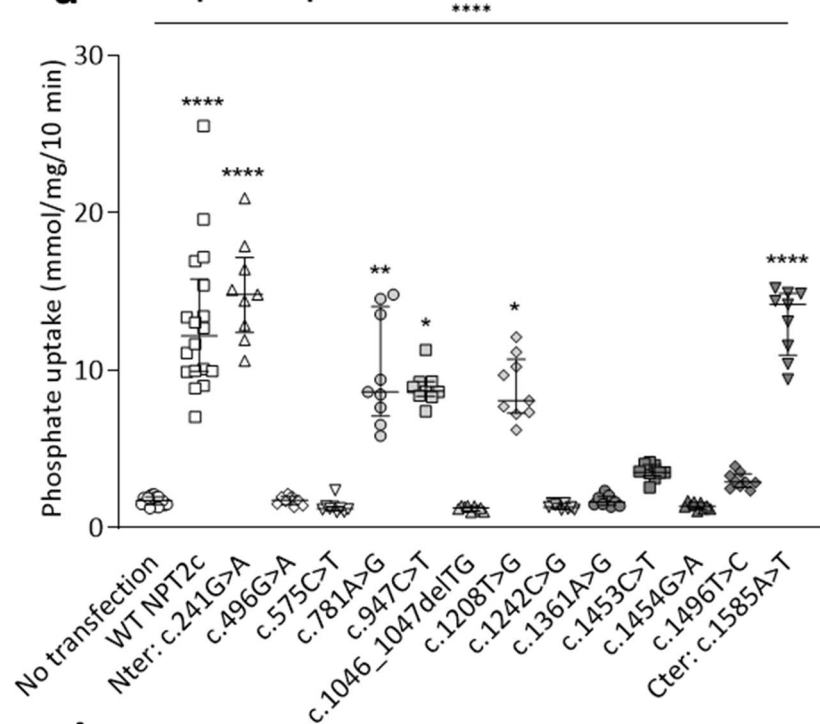 ****
Phosphate uptake (mmol/mg/10 min)
30
20
10
0
****
****
**
*
*
****
No transfection
WT NPT2c
Nter: c.241G>A
c.496G>A
c.575C>T
c.781A>G
c.947C>T
c.1046_1047delTG
c.1208T>G
c.1242C>G
c.1361A>G
c.1453C>T
c.1454G>A
c.1496T>C
Cter: c.1585A>T